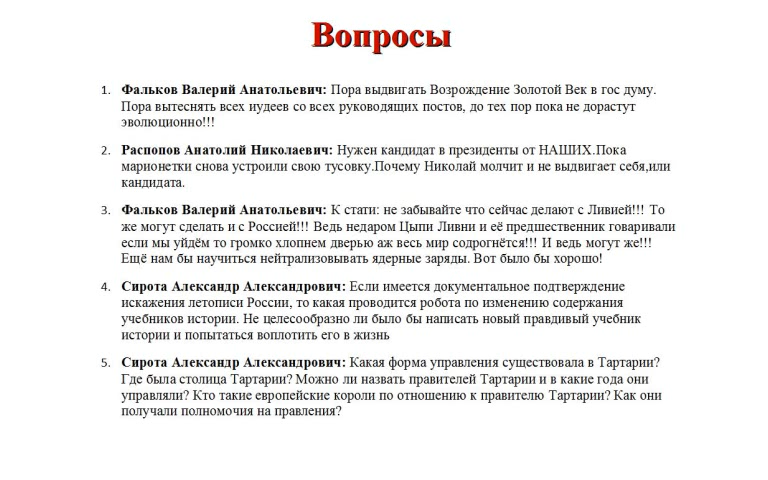 Вопросы
1. Фальков Валерий Анатольевич: Пора выдвигать Возрождение Золотой Век в гос думу.
Пора вытеснять всех иудеев со всех руководящих постов, до тех пор пока не дорастут
эволюционно!!!
2. Распопов Анатолий Николаевич: Нужен кандидат в президенты от НАШИХ.Пока
марионетки снова устроили свою тусовку.Почему Николай молчит и не выдвигает себя,или
кандидата.
3. Фальков Валерий Анатольевич: К стати: не забывайте что сейчас делают с Ливией!!! То
же могут сделать и с Россией!!! Ведь недаром Цыпи Ливни и её предшественник говаривали
если мы уйдём то громко хлопнем дверью аж весь мир содрогнётся!!! И ведь могут же!!!
Ещё нам бы научиться нейтрализовывать ядерные заряды. Вот было бы хорошо!
4. Сирота Александр Александрович: Если имеется документальное подтверждение
искажения летописи России, то какая проводится робота по изменению содержания
учебников истории. Не целесообразно ли было бы написать новый правдивый учебник
истории и попытаться воплотить его в жизнь
5. Сирота Александр Александрович: Какая форма управления существовала в Тартарии?
Где была столица Тартарии? Можно ли назвать правителей Тартарии и в какие года они
управляли? Кто такие европейские короли по отношению к правителю Тартарии? Как они
получали полномочия на правления?